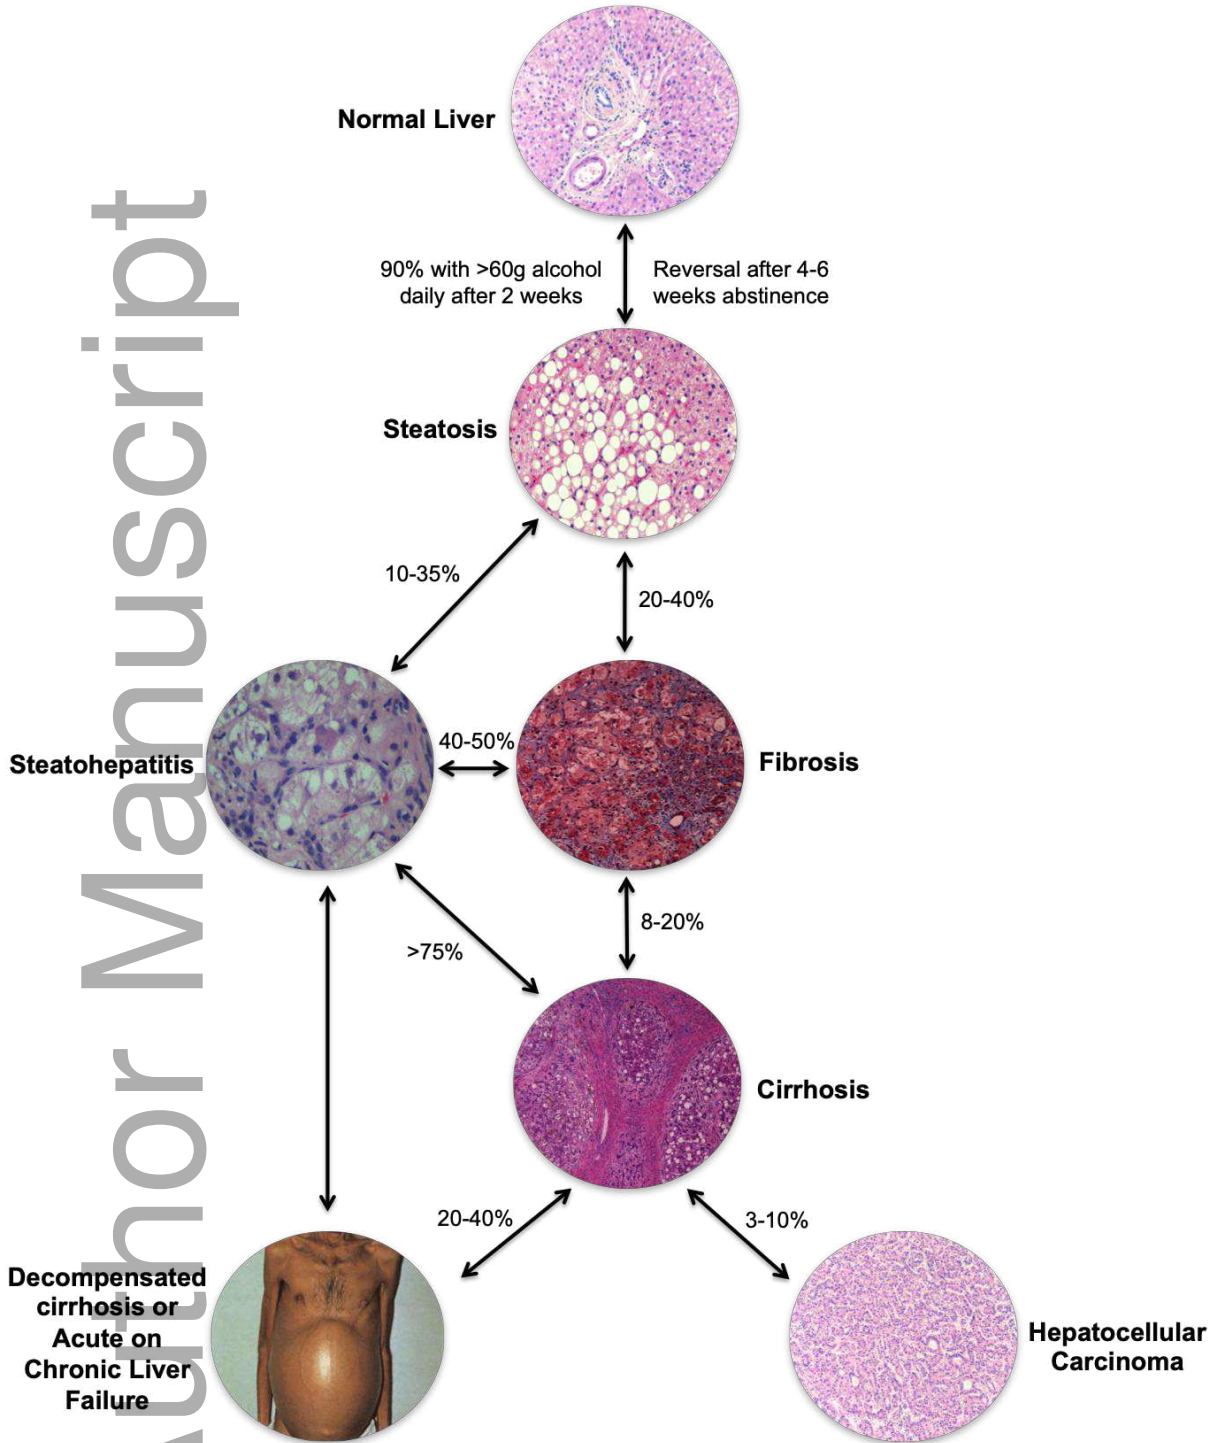 Normal Liver
90% with >60g alcohol
daily after 2 weeks
Reversal after 4-6
weeks abstinence
Steatosis
10-35%
20-40%
Steatohepatitis
40-50%
Fibrosis
>75%
8-20%
Cirrhosis
20-40%
3-10%
Decompensated
cirrhosis or
Acute on
Chronic Liver
Failure
Hepatocellular
Carcinoma
Author Manuscript